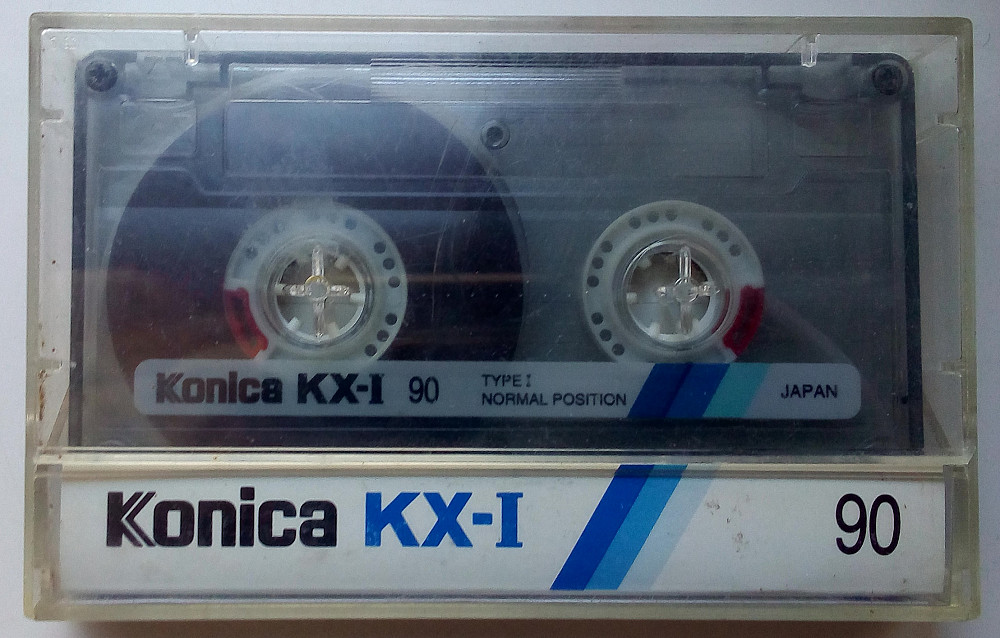 Konica KX-I 90
TYPE I
NORMAL POSITION
JAPAN
Konica KX-I 90